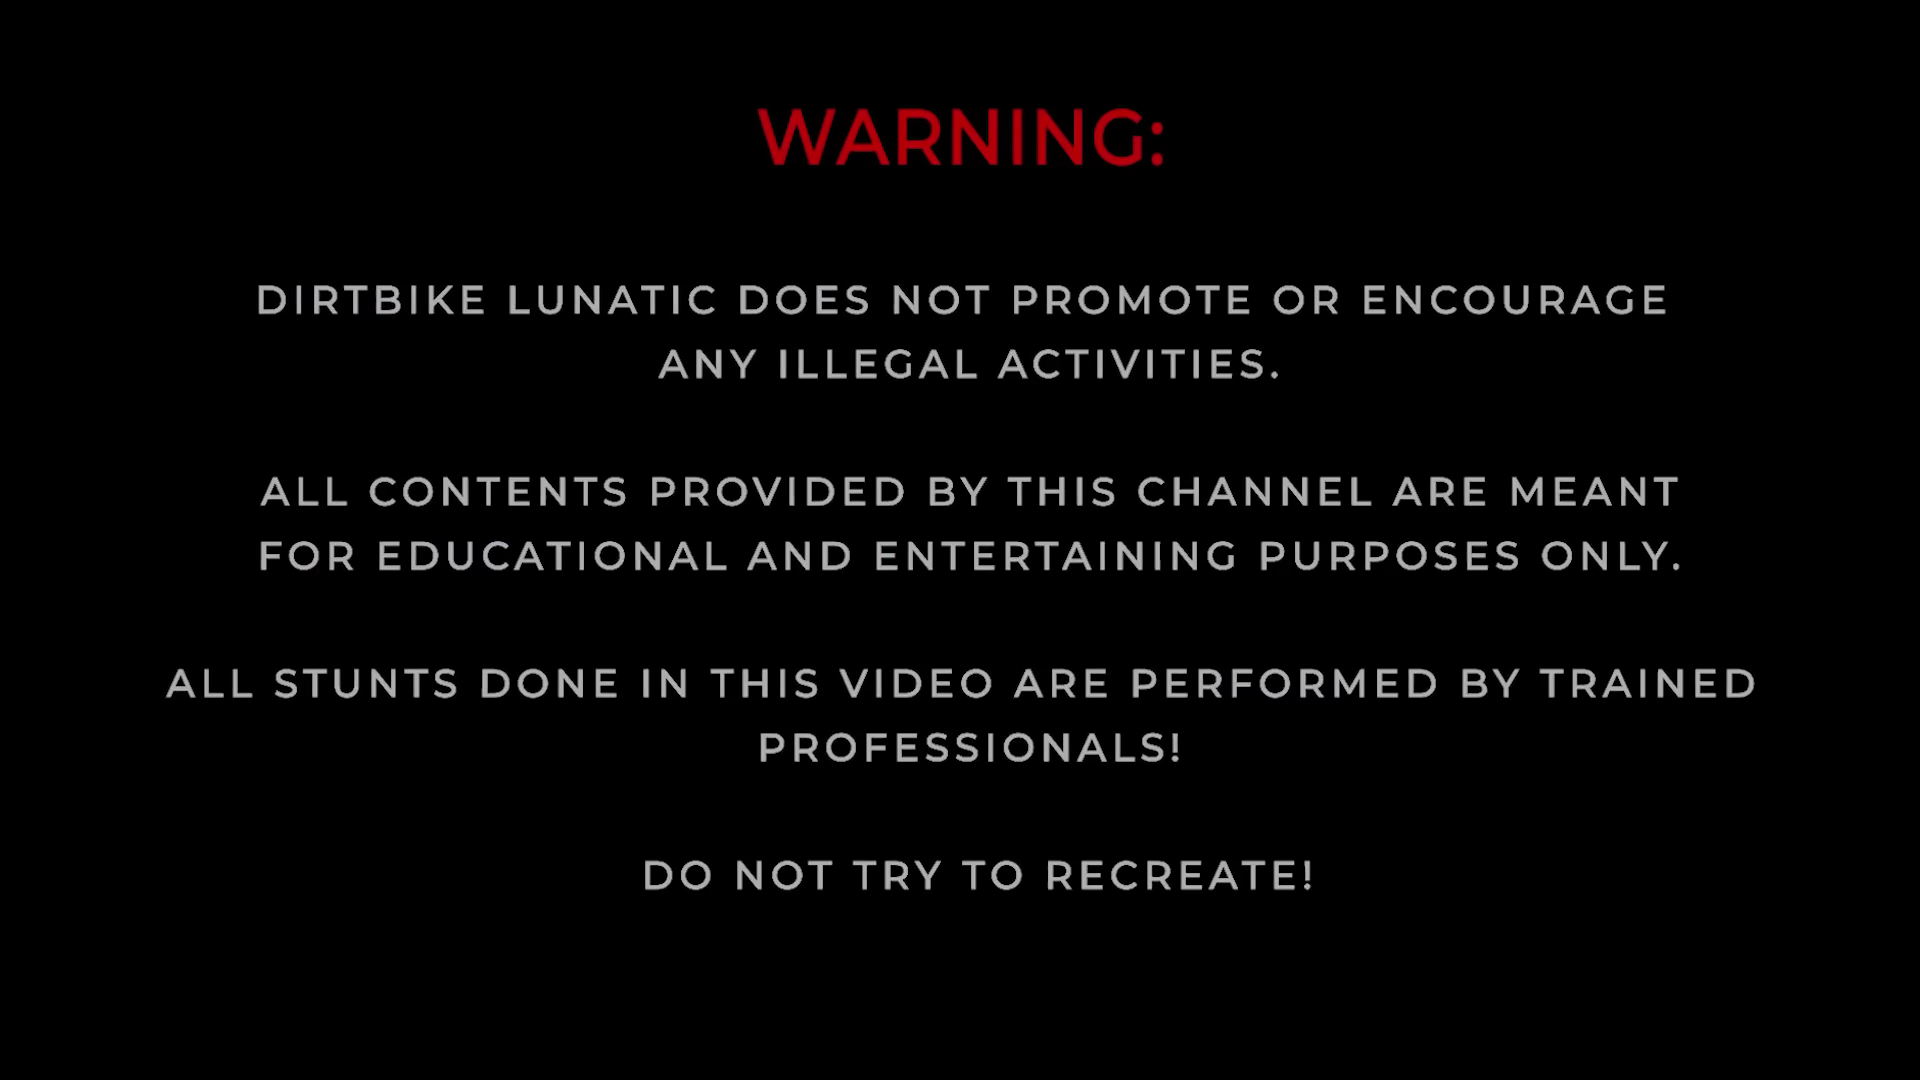 WARNING:
DIRTBIKE LUNATIC DOES NOT PROMOTE OR ENCOURAGE
ANY ILLEGAL ACTIVITIES.
ALL CONTENTS PROVIDED BY THIS CHANNEL ARE MEANT
FOR EDUCATIONAL AND ENTERTAINING PURPOSES ONLY.
ALL STUNTS DONE IN THIS VIDEO ARE PERFORMED BY TRAINED
PROFESSIONALS!
DO NOT TRY TO RECREATE!